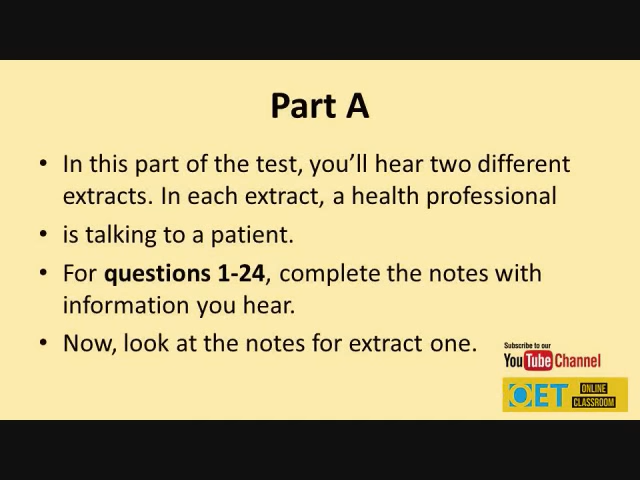 Part A
• In this part of the test, you’ll hear two different
extracts. In each extract, a health professional
• is talking to a patient.
• For questions 1-24, complete the notes with
information you hear.
• Now, look at the notes for extract one.
Subscribe to our
YouTube Channel
OET ONLINE
CLASSROOM